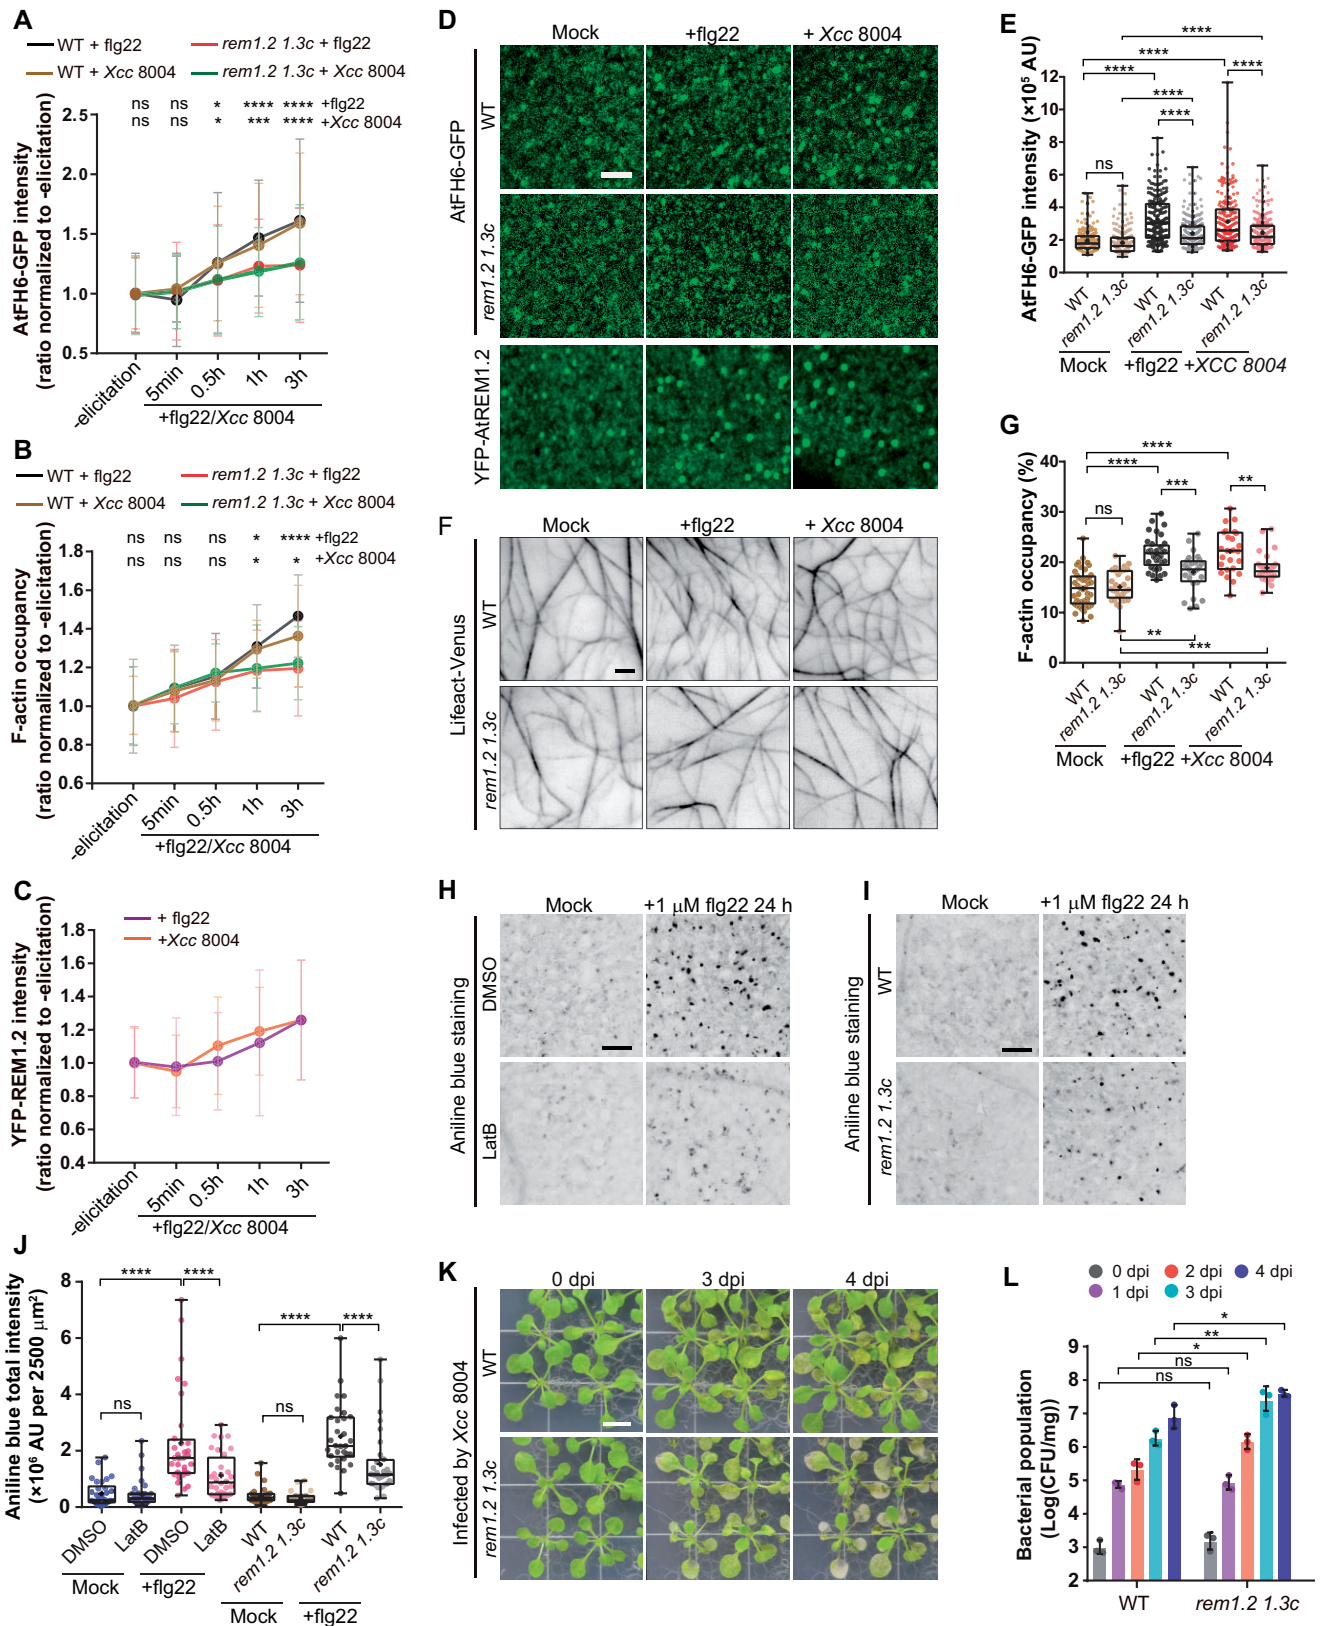 A
WT + flg22
rem1.2 1.3c + flg22
WT + Xcc 8004
rem1.2 1.3c + Xcc 8004
ns ns * **** **** +flg22
ns ns * *** **** +Xcc 8004
AtFH6-GFP intensity
(ratio normalized to -elicitation)
2.5
2.0
1.5
1.0
0.5
-elicitation
5min
0.5h
1h
3h
+flg22/Xcc 8004
B
WT + flg22
rem1.2 1.3c + flg22
WT + Xcc 8004
rem1.2 1.3c + Xcc 8004
ns ns ns * **** +flg22
ns ns ns * * +Xcc 8004
F-actin occupancy
(ratio normalized to -elicitation)
1.8
1.6
1.4
1.2
1.0
0.8
0.6
-elicitation
5min
0.5h
1h
3h
+flg22/Xcc 8004
C
+ flg22
+Xcc 8004
YFP-REM1.2 intensity
(ratio normalized to -elicitation)
1.8
1.6
1.4
1.2
1.0
0.8
0.6
0.4
-elicitation
5min
0.5h
1h
3h
+flg22/Xcc 8004
D
Mock
+flg22
+ Xcc 8004
AtFH6-GFP
WT
rem1.2 1.3c
YFP-AtREM1.2
E
AtFH6-GFP intensity (×10⁵ AU)
12
10
8
6
4
2
0
ns
****
****
****
****
****
****
WT
rem1.2 1.3c
WT
rem1.2 1.3c
WT
rem1.2 1.3c
Mock
+flg22
+XCC 8004
F
Mock
+flg22
+ Xcc 8004
Lifeact-Venus
WT
rem1.2 1.3c
G
F-actin occupancy (%)
40
30
20
10
0
****
****
***
**
ns
**
***
WT
rem1.2 1.3c
WT
rem1.2 1.3c
WT
rem1.2 1.3c
Mock
+flg22
+Xcc 8004
H
Mock
+1 μM flg22 24 h
Aniline blue staining
DMSO
LatB
I
Mock
+1 μM flg22 24 h
Aniline blue staining
WT
rem1.2 1.3c
J
Aniline blue total intensity
(×10⁶ AU per 2500 μm²)
8
6
4
2
0
****
****
ns
****
****
ns
DMSO
LatB
DMSO
LatB
WT
rem1.2 1.3c
WT
rem1.2 1.3c
Mock
+flg22
Mock
+flg22
K
0 dpi
3 dpi
4 dpi
Infected by Xcc 8004
WT
rem1.2 1.3c
L
0 dpi
2 dpi
4 dpi
1 dpi
3 dpi
Bacterial population
(Log(CFU/mg))
9
8
7
6
5
4
3
2
*
**
*
ns
ns
WT
rem1.2 1.3c